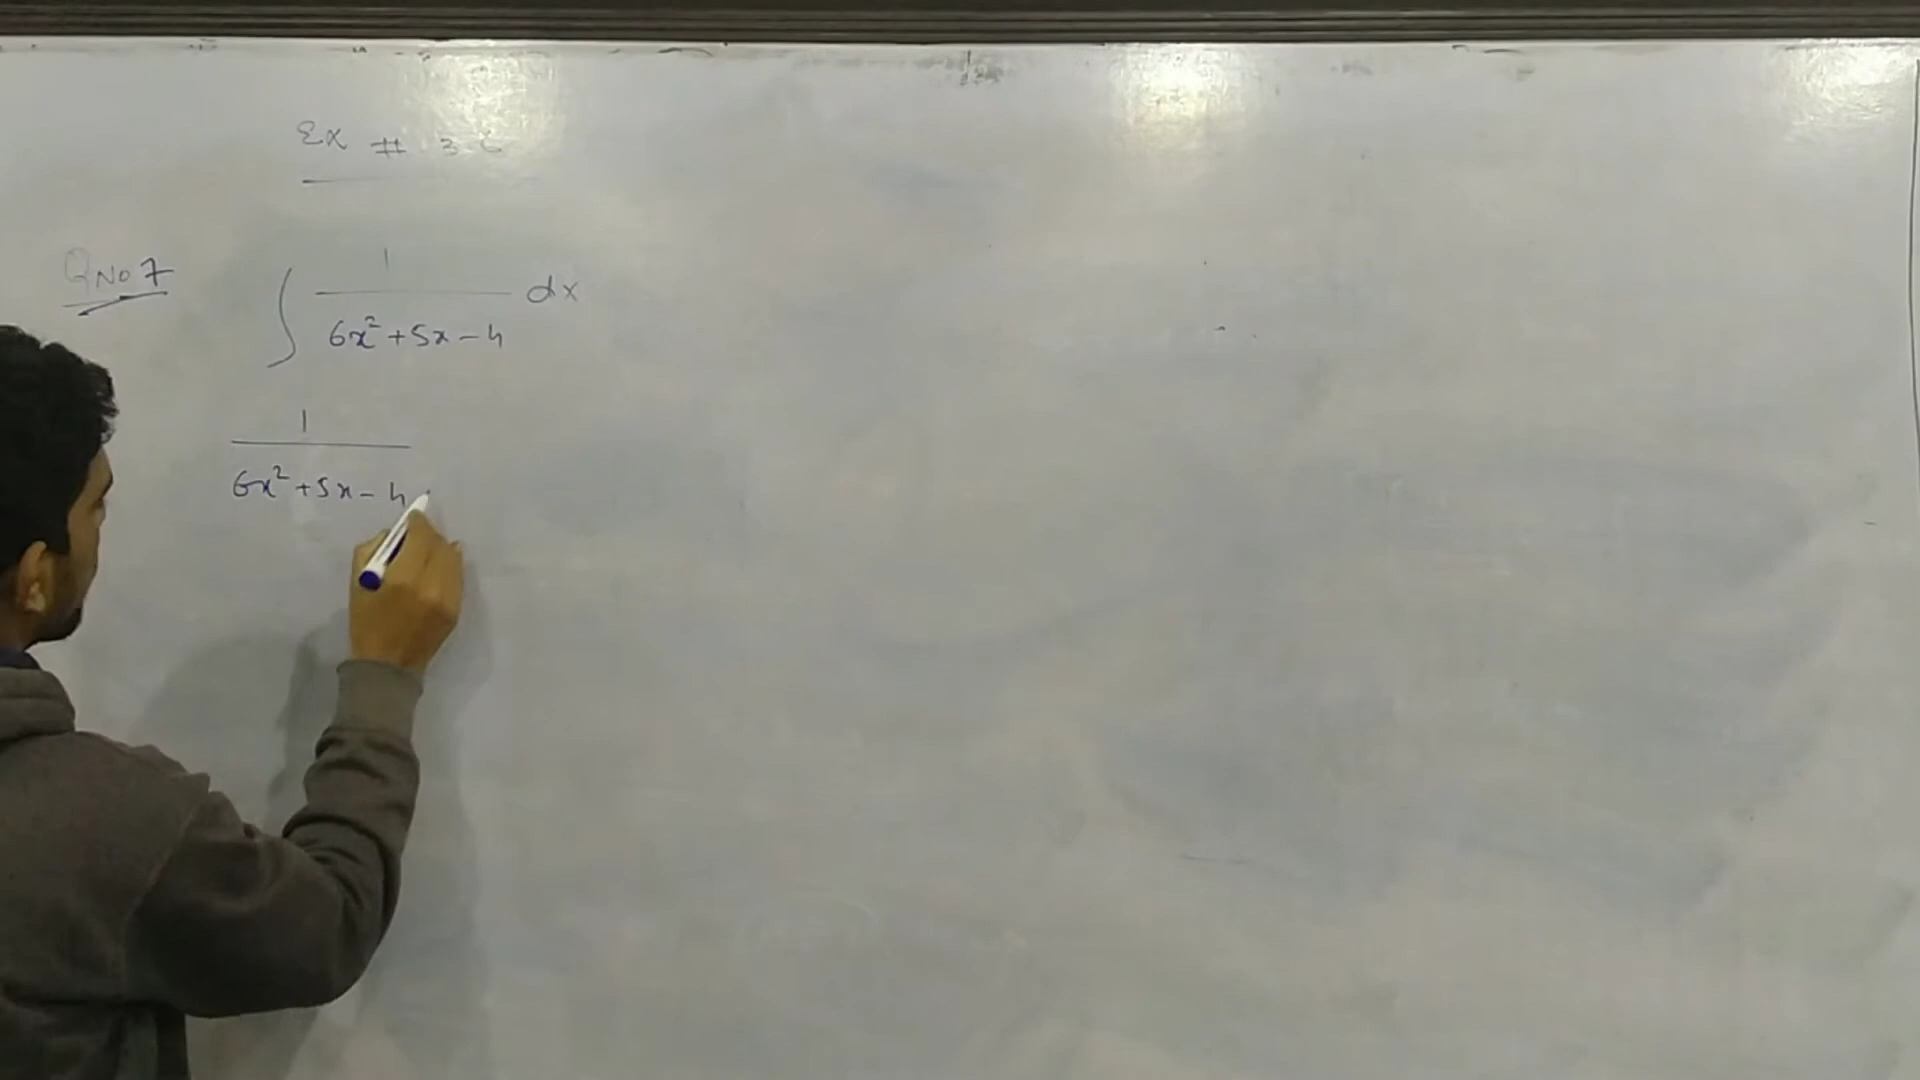 Ex # 3.6
Q No 7 ∫ 1 / 6x² + 5x - 4 dx
1 / 6x² + 5x - 4